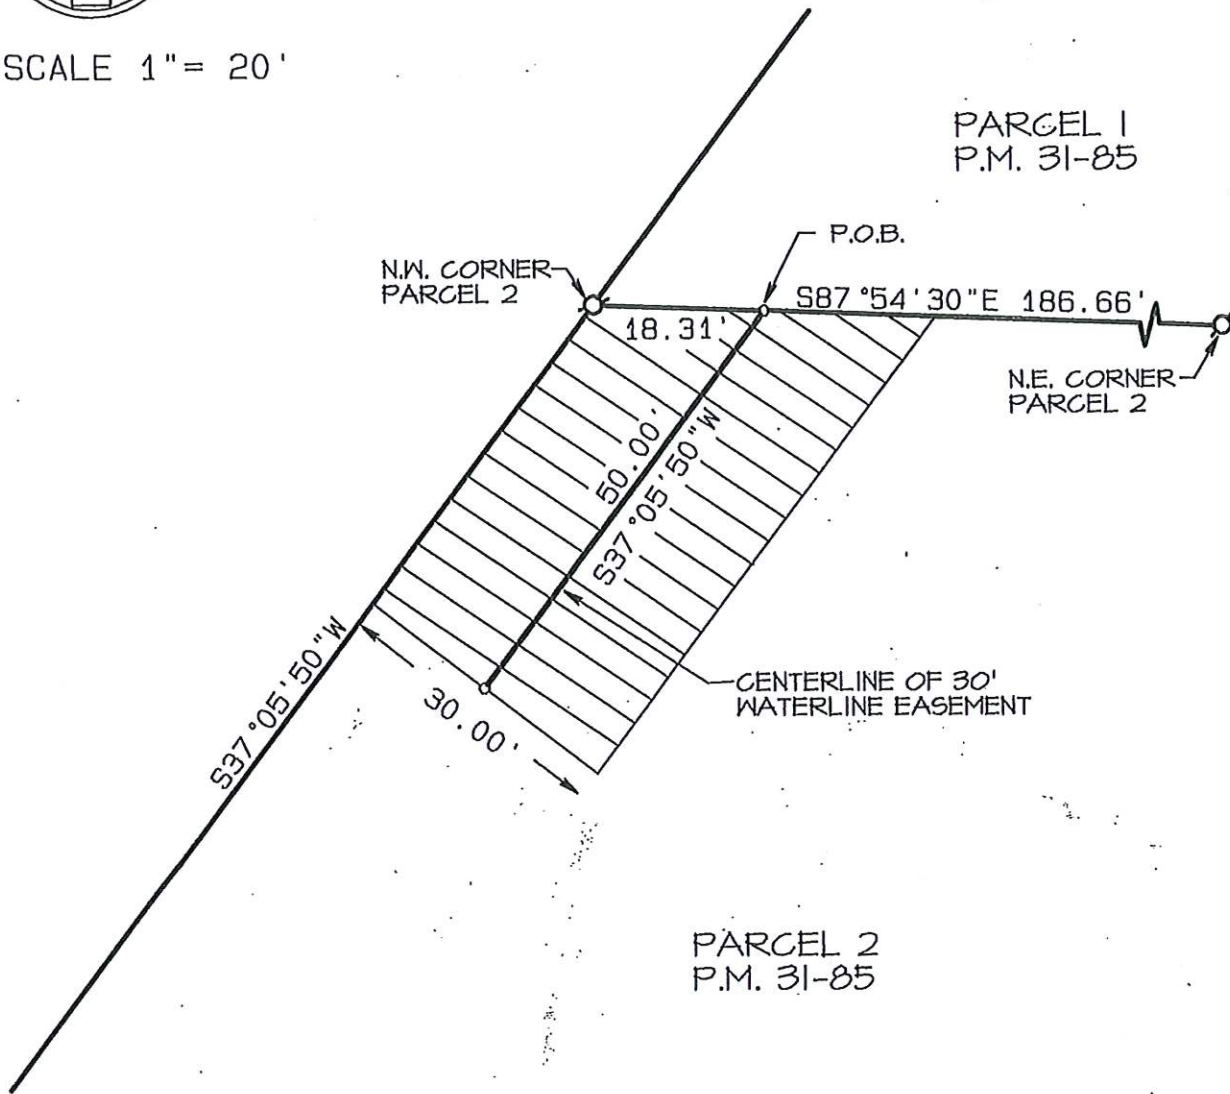 SCALE 1"= 20'
PARCEL 1
P.M. 31-85
P.O.B.
N.W. CORNER
PARCEL 2
S87°54'30"E 186.66'
18.31'
N.E. CORNER
PARCEL 2
50.00'
S37°05'50"W
S37°05'50"W
30.00'
CENTERLINE OF 30'
WATERLINE EASEMENT
PARCEL 2
P.M. 31-85